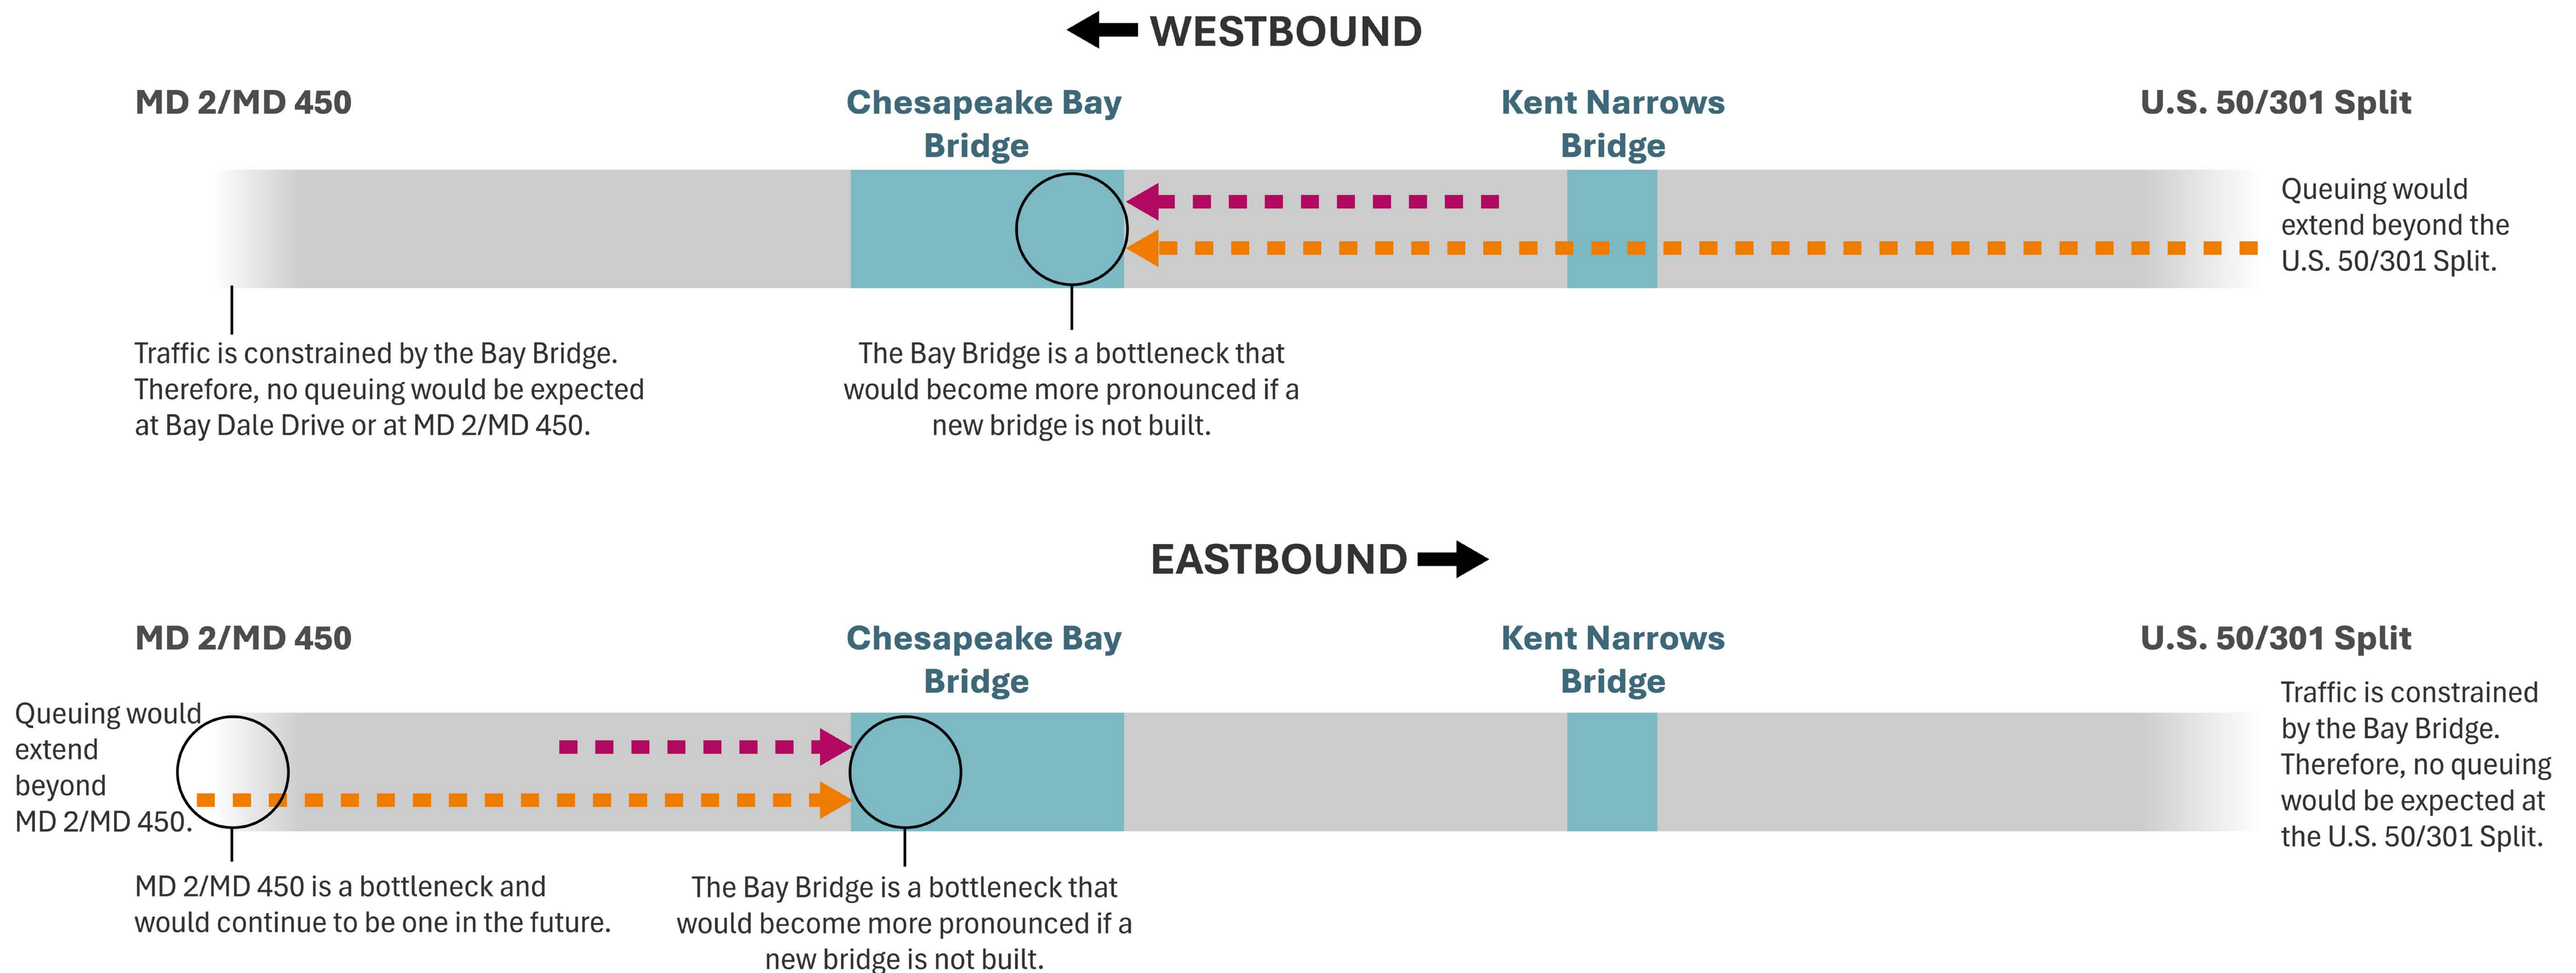 WESTBOUND
MD 2/MD 450
Chesapeake Bay
Bridge
Kent Narrows
Bridge
U.S. 50/301 Split
Queuing would
extend beyond the
U.S. 50/301 Split.
Traffic is constrained by the Bay Bridge.
Therefore, no queuing would be expected
at Bay Dale Drive or at MD 2/MD 450.
The Bay Bridge is a bottleneck that
would become more pronounced if a
new bridge is not built.
EASTBOUND
MD 2/MD 450
Chesapeake Bay
Bridge
Kent Narrows
Bridge
U.S. 50/301 Split
Queuing would
extend
beyond
MD 2/MD 450.
Traffic is constrained
by the Bay Bridge.
Therefore, no queuing
would be expected at
the U.S. 50/301 Split.
MD 2/MD 450 is a bottleneck and
would continue to be one in the future.
The Bay Bridge is a bottleneck that
would become more pronounced if a
new bridge is not built.